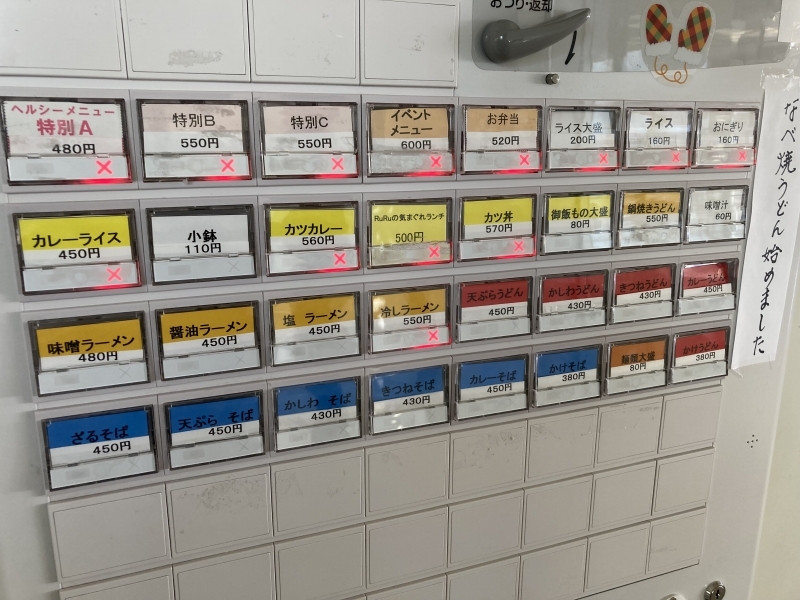 おつり・返却
ヘルシーメニュー
特別A
480円
特別B
550円
特別C
550円
イベント
メニュー
600円
お弁当
520円
ライス大盛
200円
ライス
160円
おにぎり
160円
カレーライス
450円
小鉢
110円
カツカレー
560円
RuRuの気まぐれランチ
500円
カツ丼
570円
御飯もの大盛
80円
鍋焼きうどん
550円
味噌汁
60円
味噌ラーメン
480円
醤油ラーメン
450円
塩 ラーメン
450円
冷しラーメン
550円
天ぷらうどん
450円
かしわうどん
430円
きつねうどん
430円
カレーうどん
450円
ざるそば
450円
天ぷら そば
450円
かしわ そば
430円
きつねそば
430円
カレーそば
450円
かけそば
380円
麺類大盛
80円
かけうどん
380円
なべ焼うどん始めました